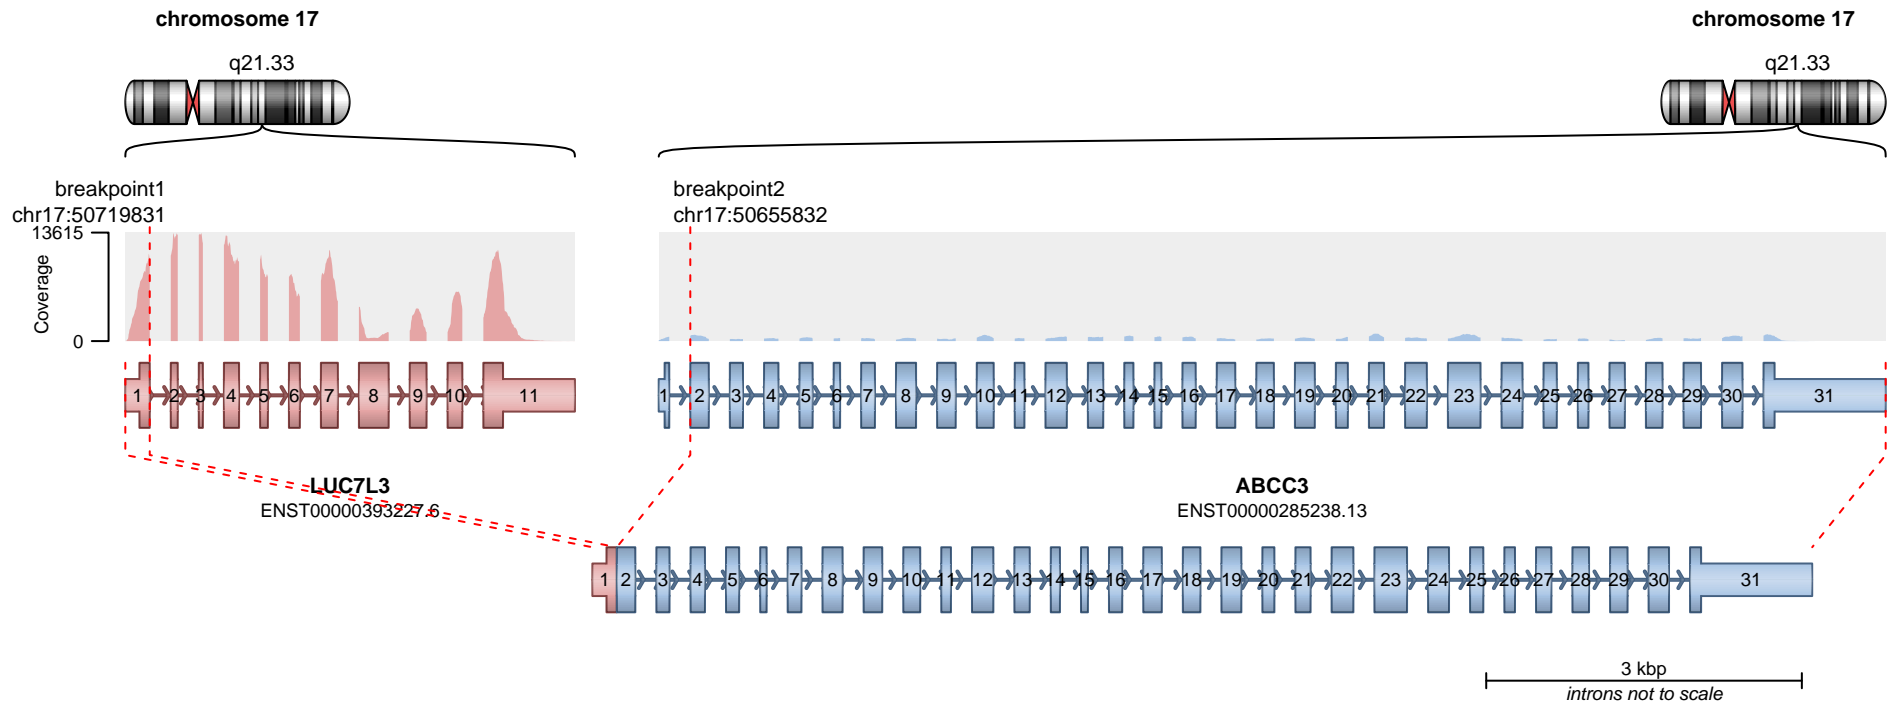 chromosome 17
chromosome 17
q21.33
q21.33
breakpoint1
chr17:50719831
breakpoint2
chr17:50655832
13615
Coverage
0
1 2 3 4 5 6 7 8 9 10 11
1 2 3 4 5 6 7 8 9 10 11 12 13 14 15 16 17 18 19 20 21 22 23 24 25 26 27 28 29 30 31
LUC7L3
ENST00000393227.6
ABCC3
ENST00000285238.13
1 2 3 4 5 6 7 8 9 10 11 12 13 14 15 16 17 18 19 20 21 22 23 24 25 26 27 28 29 30 31
3 kbp
introns not to scale